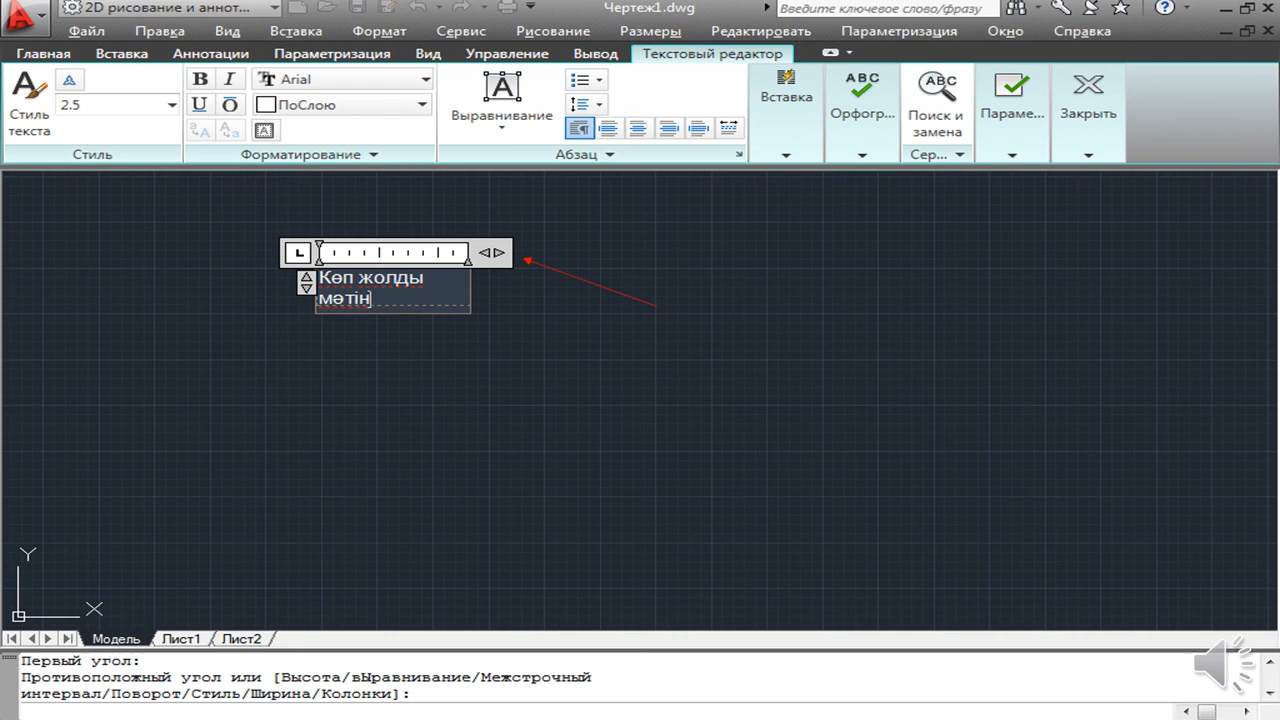 2D рисование и аннот...
Чертеж1.dwg
Введите ключевое слово/фразу
Файл Правка Вид Вставка Формат Сервис Рисование Размеры Редактировать Параметризация Окно Справка
Главная Вставка Аннотации Параметризация Вид Управление Вывод Текстовый редактор
A
2.5
Стиль
текста
Стиль
B I Arial
U O ПоСлою
Форматирование
A
Выравнивание
Абзац
Вставка
ABC
Орфогр...
ABC
Поиск и
замена
Сер...
Параме...
Закрыть
Көп жолды
мәтін
Y
X
Модель Лист1 Лист2
Первый угол:
Противоположный угол или [Высота/вЫравнивание/Межстрочный
интервал/Поворот/Стиль/Ширина/Колонки]: